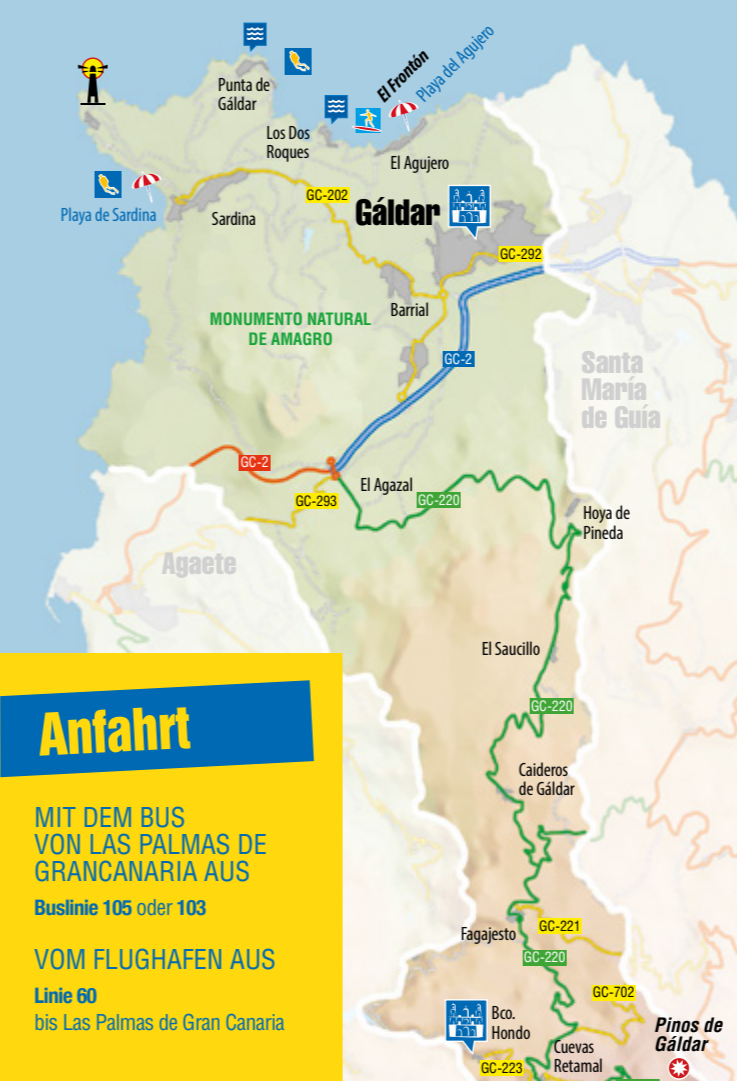 El Frontón
Playa del Agujero
Punta de
Gáldar
Los Dos
Roques
El Agujero
Playa de Sardina
Sardina
GC-202
Gáldar
GC-292
Barrial
MONUMENTO NATURAL
DE AMAGRO
GC-2
Santa
María
de Guía
GC-2
GC-293
El Agazal
GC-220
Hoya de
Pineda
Agaete
El Saucillo
GC-220
Caideros
de Gáldar
Fagajesto
GC-221
GC-220
GC-702
Bco.
Hondo
Pinos de
Gáldar
Cuevas
Retamal
GC-223
Anfahrt
MIT DEM BUS
VON LAS PALMAS DE
GRANCANARIA AUS
Buslinie 105 oder 103
VOM FLUGHAFEN AUS
Linie 60
bis Las Palmas de Gran Canaria